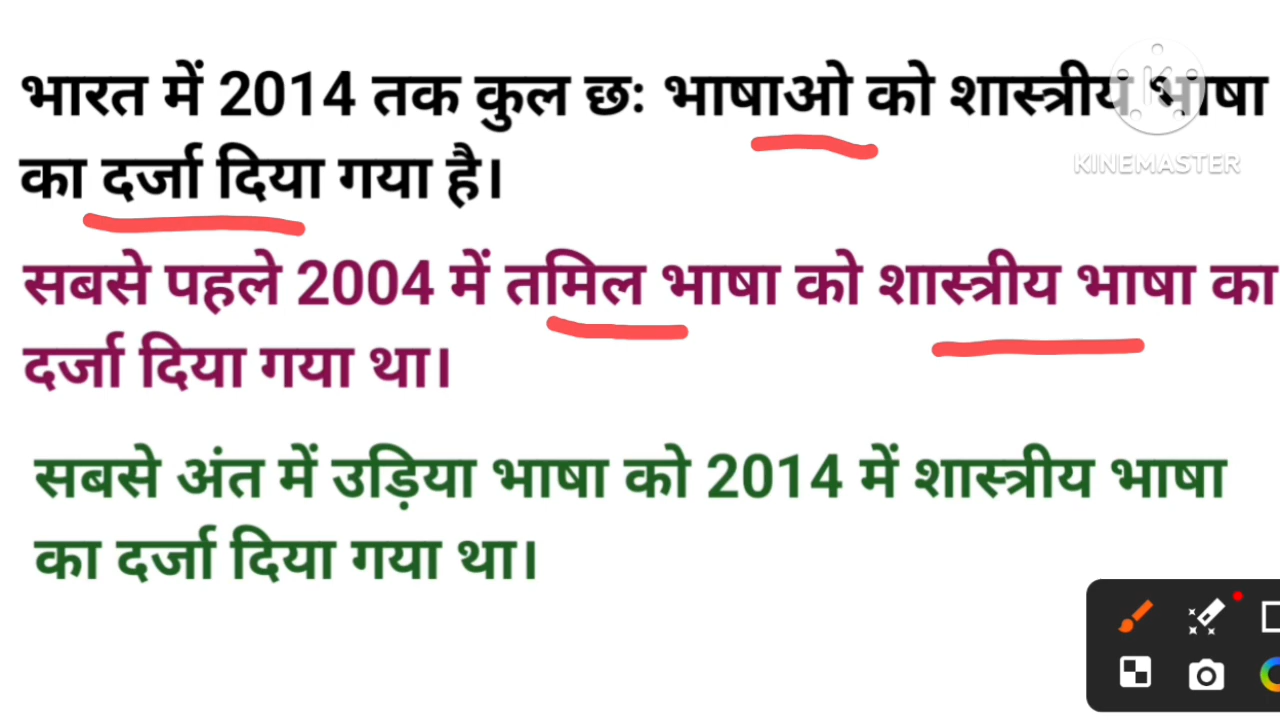 भारत में 2014 तक कुल छः भाषाओ को शास्त्रीय भाषा
का दर्जा दिया गया है।
KINEMASTER
सबसे पहले 2004 में तमिल भाषा को शास्त्रीय भाषा का
दर्जा दिया गया था।
सबसे अंत में उड़िया भाषा को 2014 में शास्त्रीय भाषा
का दर्जा दिया गया था।